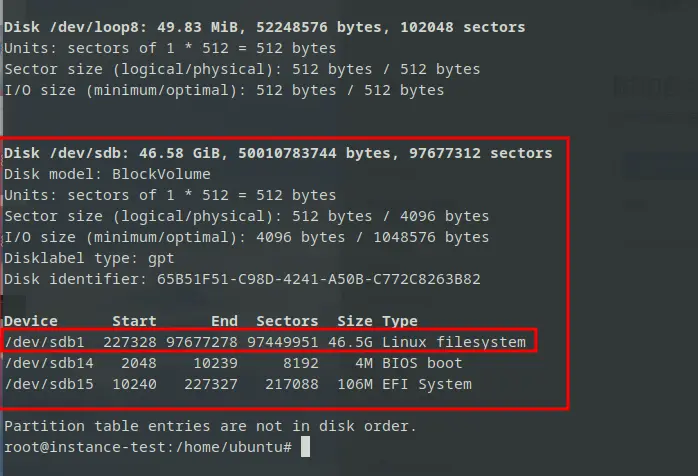 Disk /dev/loop8: 49.83 MiB, 52248576 bytes, 102048 sectors
Units: sectors of 1 * 512 = 512 bytes
Sector size (logical/physical): 512 bytes / 512 bytes
I/O size (minimum/optimal): 512 bytes / 512 bytes
Disk /dev/sdb: 46.58 GiB, 50010783744 bytes, 97677312 sectors
Disk model: BlockVolume
Units: sectors of 1 * 512 = 512 bytes
Sector size (logical/physical): 512 bytes / 4096 bytes
I/O size (minimum/optimal): 4096 bytes / 1048576 bytes
Disklabel type: gpt
Disk identifier: 65B51F51-C98D-4241-A50B-C772C8263B82
Device Start End Sectors Size Type
/dev/sdb1 227328 97677278 97449951 46.5G Linux filesystem
/dev/sdb14 2048 10239 8192 4M BIOS boot
/dev/sdb15 10240 227327 217088 106M EFI System
Partition table entries are not in disk order.
root@instance-test:/home/ubuntu#